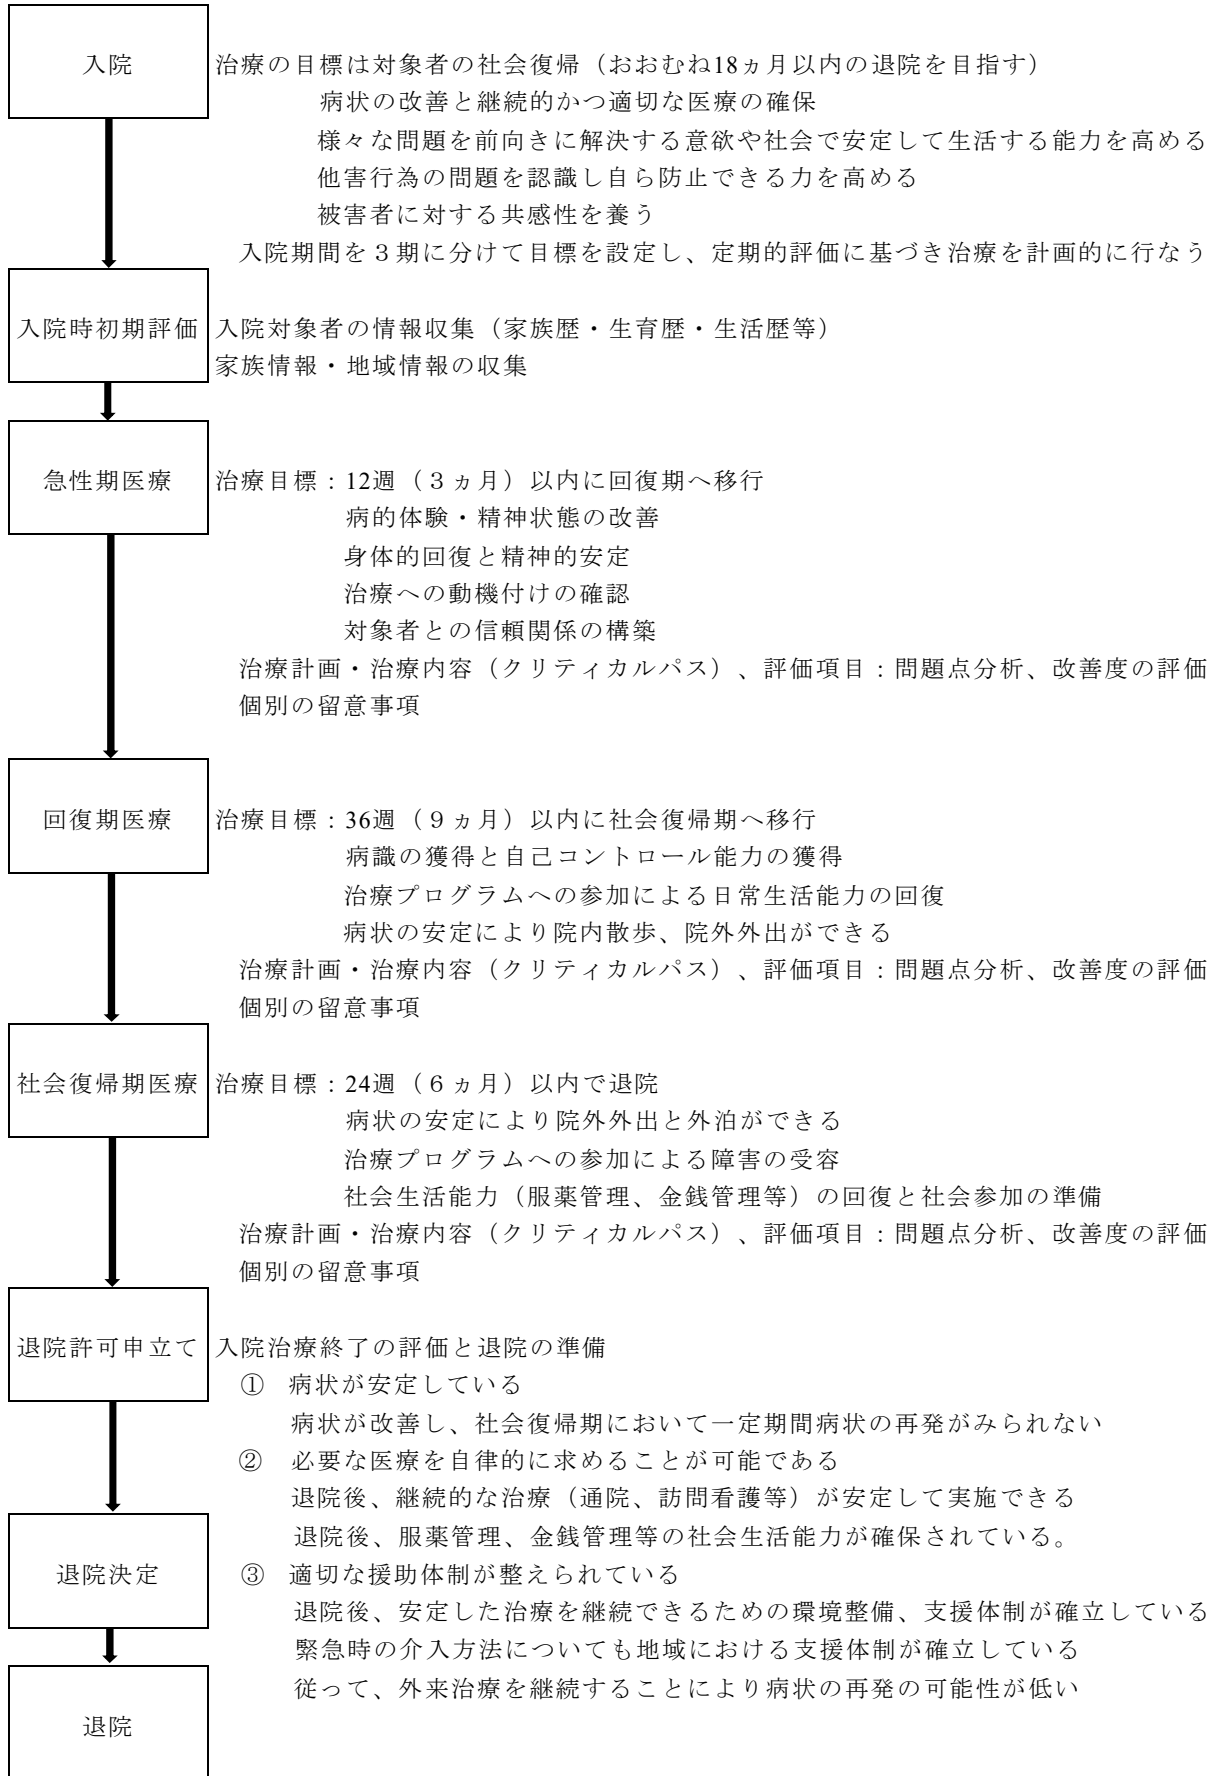 入院
治療の目標は対象者の社会復帰（おおむね18ヵ月以内の退院を目指す）
病状の改善と継続的かつ適切な医療の確保
様々な問題を前向きに解決する意欲や社会で安定して生活する能力を高める
他害行為の問題を認識し自ら防止できる力を高める
被害者に対する共感性を養う
入院期間を３期に分けて目標を設定し、定期的評価に基づき治療を計画的に行なう
入院時初期評価
入院対象者の情報収集（家族歴・生育歴・生活歴等）
家族情報・地域情報の収集
急性期医療
治療目標：12週（３ヵ月）以内に回復期へ移行
病的体験・精神状態の改善
身体的回復と精神的安定
治療への動機付けの確認
対象者との信頼関係の構築
治療計画・治療内容（クリティカルパス）、評価項目：問題点分析、改善度の評価
個別の留意事項
回復期医療
治療目標：36週（９ヵ月）以内に社会復帰期へ移行
病識の獲得と自己コントロール能力の獲得
治療プログラムへの参加による日常生活能力の回復
病状の安定により院内散歩、院外外出ができる
治療計画・治療内容（クリティカルパス）、評価項目：問題点分析、改善度の評価
個別の留意事項
社会復帰期医療
治療目標：24週（６ヵ月）以内で退院
病状の安定により院外外出と外泊ができる
治療プログラムへの参加による障害の受容
社会生活能力（服薬管理、金銭管理等）の回復と社会参加の準備
治療計画・治療内容（クリティカルパス）、評価項目：問題点分析、改善度の評価
個別の留意事項
退院許可申立て
入院治療終了の評価と退院の準備
① 病状が安定している
病状が改善し、社会復帰期において一定期間病状の再発がみられない
② 必要な医療を自律的に求めることが可能である
退院後、継続的な治療（通院、訪問看護等）が安定して実施できる
退院後、服薬管理、金銭管理等の社会生活能力が確保されている。
退院決定
③ 適切な援助体制が整えられている
退院後、安定した治療を継続できるための環境整備、支援体制が確立している
緊急時の介入方法についても地域における支援体制が確立している
従って、外来治療を継続することにより病状の再発の可能性が低い
退院